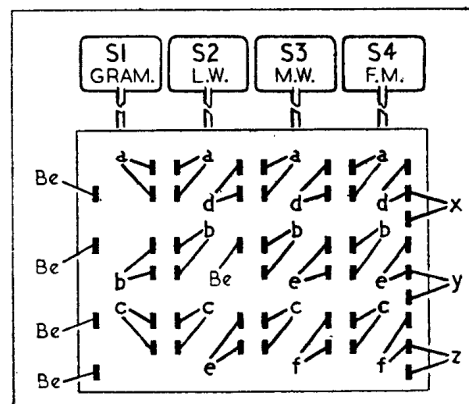 S1 S2 S3 S4
GRAM. L.W. M.W. F.M.
a a a a
Be d d d x
b b b
Be b Be e e y
c c c c
Be
e f f z
Be